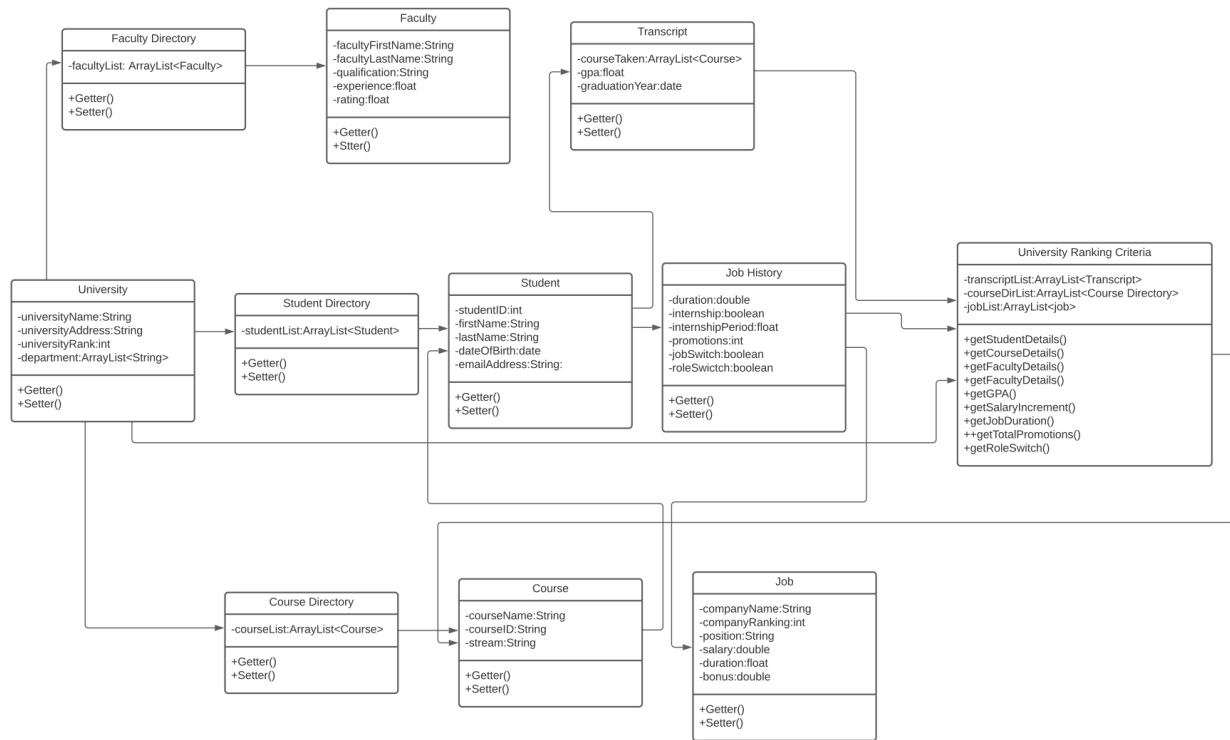 Faculty Directory
-facultyList: ArrayList<Faculty>
+Getter()
+Setter()
Faculty
-facultyFirstName:String
-facultyLastName:String
-qualification:String
-experience:float
-rating:float
+Getter()
+Stter()
Transcript
-courseTaken:ArrayList<Course>
-gpa:float
-graduationYear:date
+Getter()
+Setter()
University
-universityName:String
-universityAddress:String
-universityRank:int
-department:ArrayList<String>
+Getter()
+Setter()
Student Directory
-studentList:ArrayList<Student>
+Getter()
+Setter()
Student
-studentID:int
-firstName:String
-lastName:String
-dateOfBirth:date
-emailAddress:String:
+Getter()
+Setter()
Job History
-duration:double
-internship:boolean
-internshipPeriod:float
-promotions:int
-jobSwitch:boolean
-roleSwictch:boolean
+Getter()
+Setter()
University Ranking Criteria
-transcriptList:ArrayList<Transcript>
-courseDirList:ArrayList<Course Directory>
-jobList:ArrayList<job>
+getStudentDetails()
+getCourseDetails()
+getFacultyDetails()
+getFacultyDetails()
+getGPA()
+getSalaryIncrement()
+getJobDuration()
++getTotalPromotions()
+getRoleSwitch()
Course Directory
-courseList:ArrayList<Course>
+Getter()
+Setter()
Course
-courseName:String
-courseID:String
-stream:String
+Getter()
+Setter()
Job
-companyName:String
-companyRanking:int
-position:String
-salary:double
-duration:float
-bonus:double
+Getter()
+Setter()